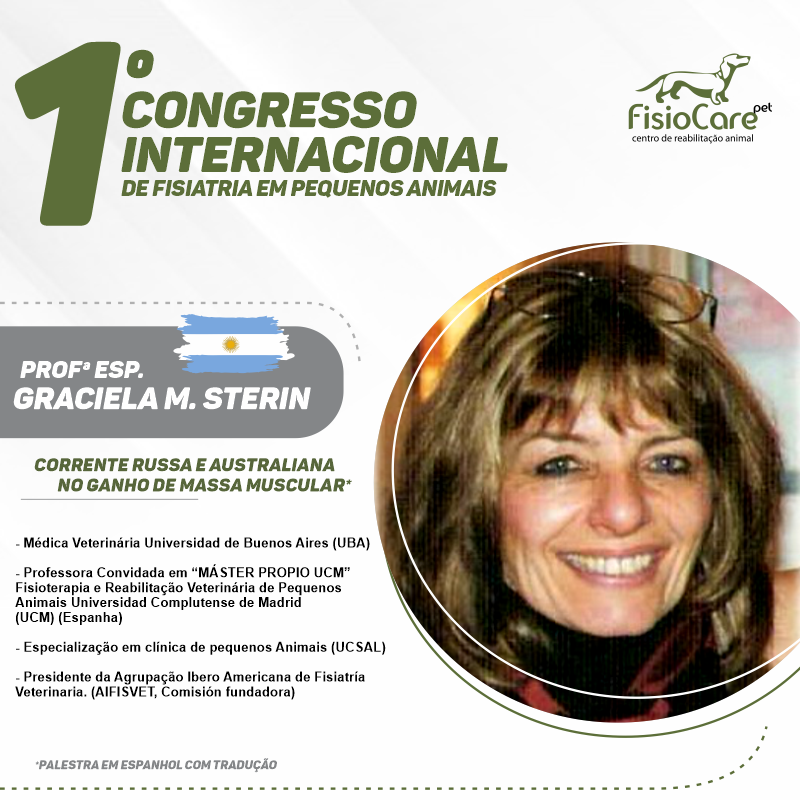 1º
CONGRESSO
INTERNACIONAL
DE FISIATRIA EM PEQUENOS ANIMAIS
FisioCare pet
centro de reabilitação animal
PROFª ESP.
GRACIELA M. STERIN
CORRENTE RUSSA E AUSTRALIANA
NO GANHO DE MASSA MUSCULAR*
- Médica Veterinária Universidad de Buenos Aires (UBA)
- Professora Convidada em “MÁSTER PROPIO UCM”
Fisioterapia e Reabilitação Veterinária de Pequenos
Animais Universidad Complutense de Madrid
(UCM) (Espanha)
- Especialização em clínica de pequenos Animais (UCSAL)
- Presidente da Agrupação Ibero Americana de Fisiatría
Veterinaria. (AIFISVET, Comisión fundadora)
*PALESTRA EM ESPANHOL COM TRADUÇÃO